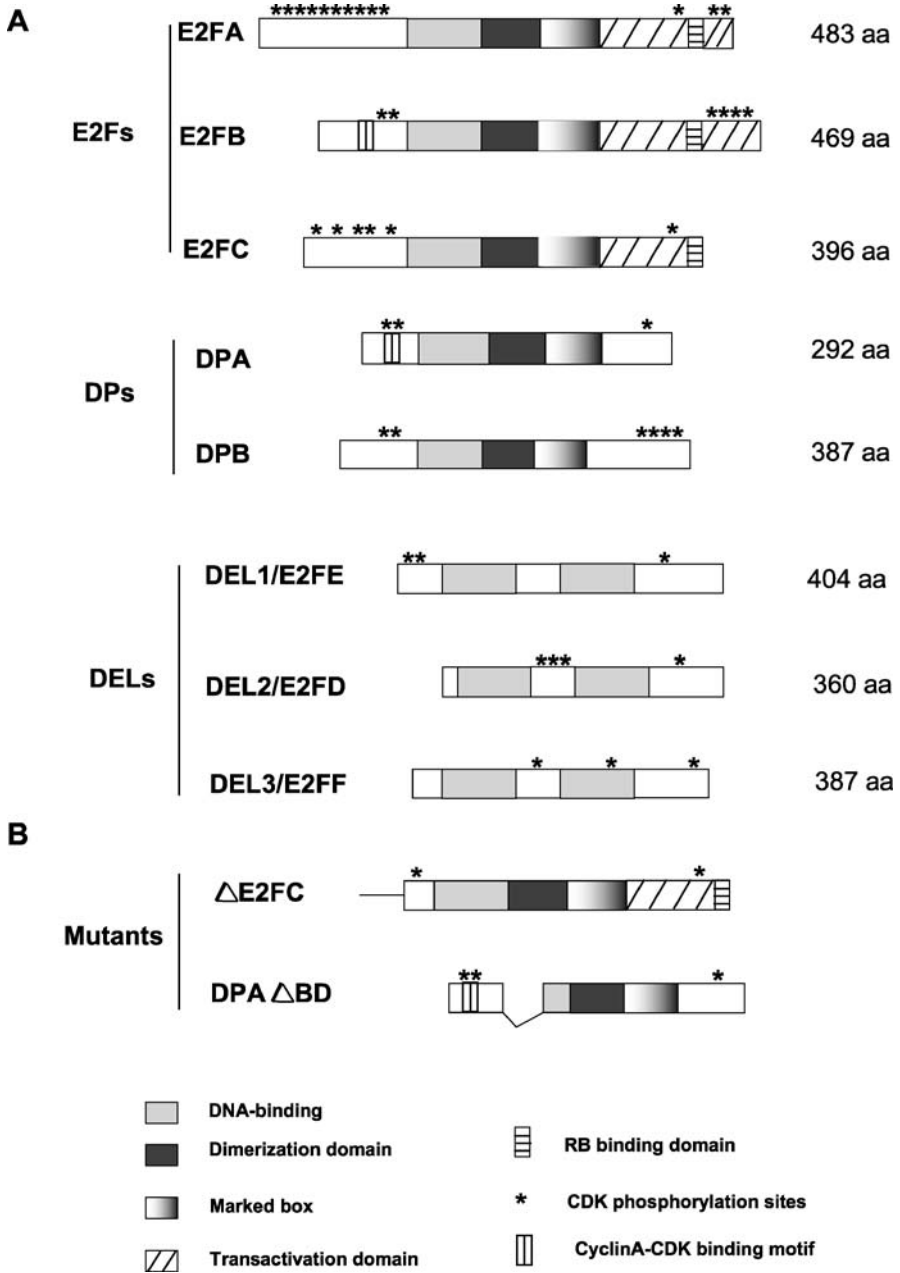 A
*********** * **
E2FA 483 aa
E2Fs
** ****
E2FB 469 aa
* * ** * *
E2FC 396 aa
** *
DPA 292 aa
DPs
** ****
DPB 387 aa
** *
DEL1/E2FE 404 aa
*** *
DELs DEL2/E2FD 360 aa
* * *
DEL3/E2FF 387 aa
B
* *
△E2FC
Mutants
** *
DPA △BD
DNA-binding
Dimerization domain
Marked box
Transactivation domain
RB binding domain
* CDK phosphorylation sites
CyclinA-CDK binding motif